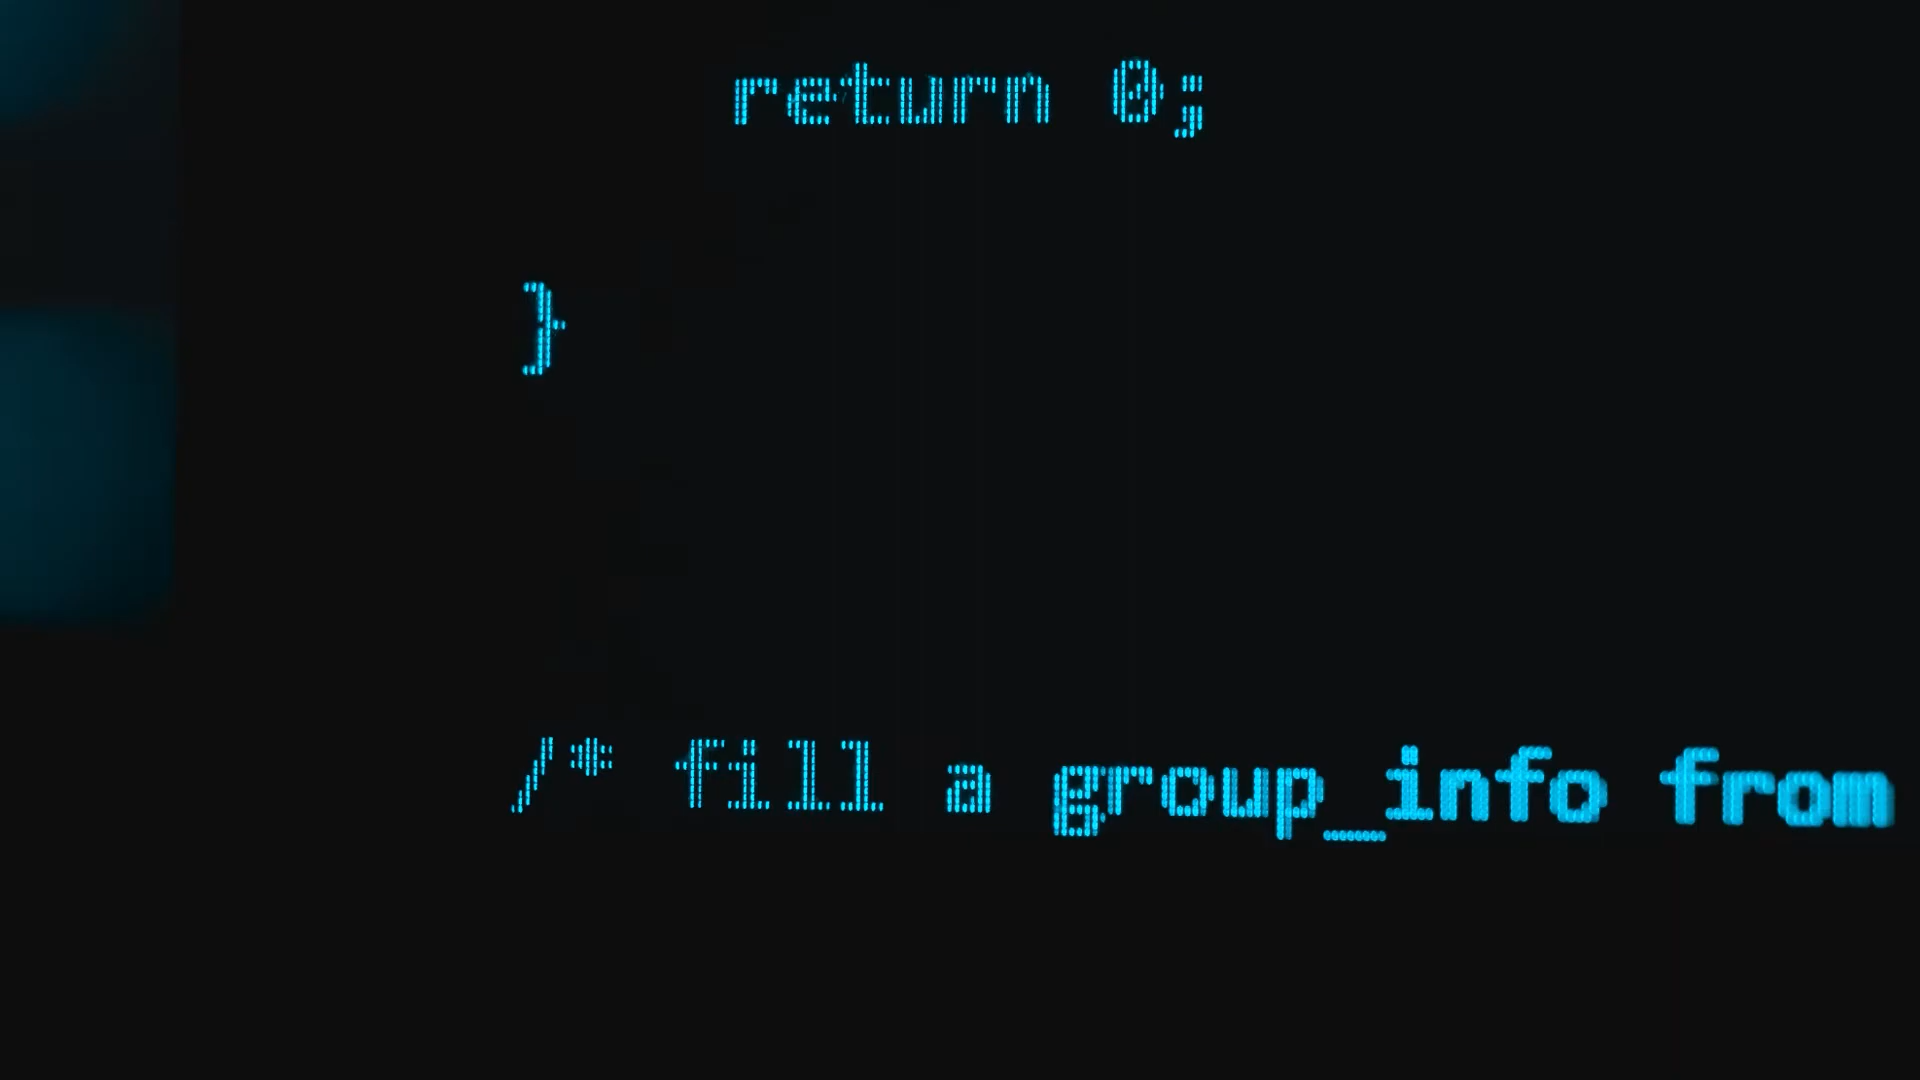 return 0;
}
/* fill a group_info from